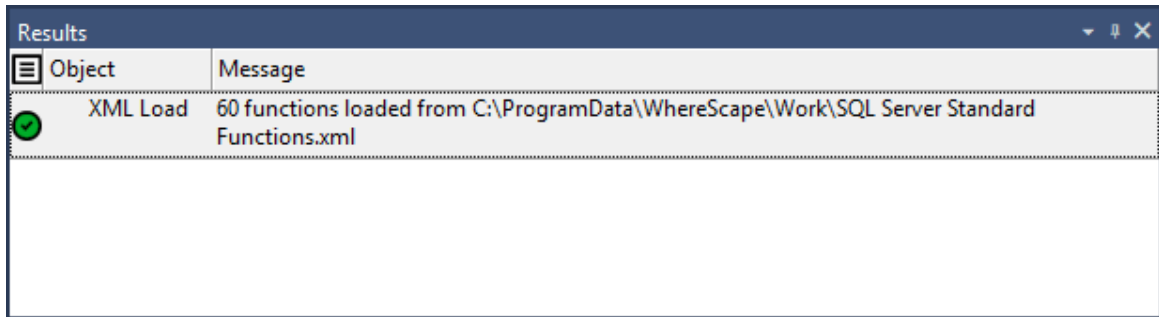 Results
Object Message
XML Load 60 functions loaded from C:\ProgramData\WhereScape\Work\SQL Server Standard
Functions.xml